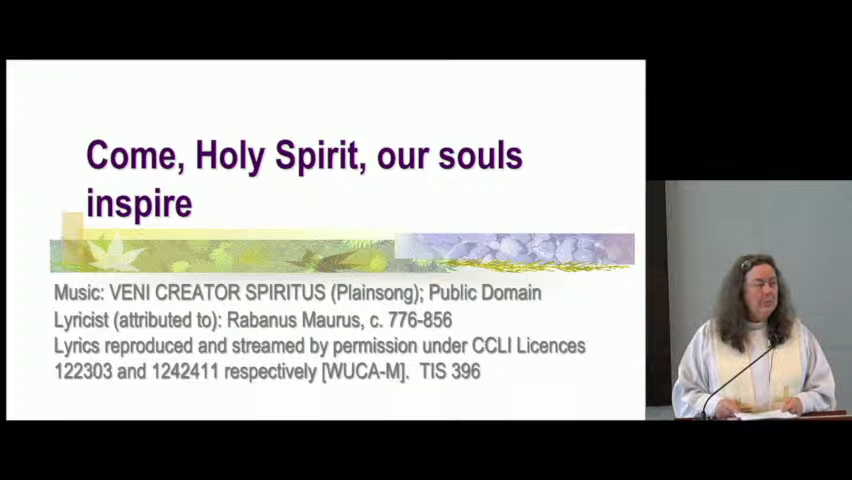 Come, Holy Spirit, our souls
inspire
Music: VENI CREATOR SPIRITUS (Plainsong); Public Domain
Lyricist (attributed to): Rabanus Maurus, c. 776-856
Lyrics reproduced and streamed by permission under CCLI Licences
122303 and 1242411 respectively [WUCA-M]. TIS 396